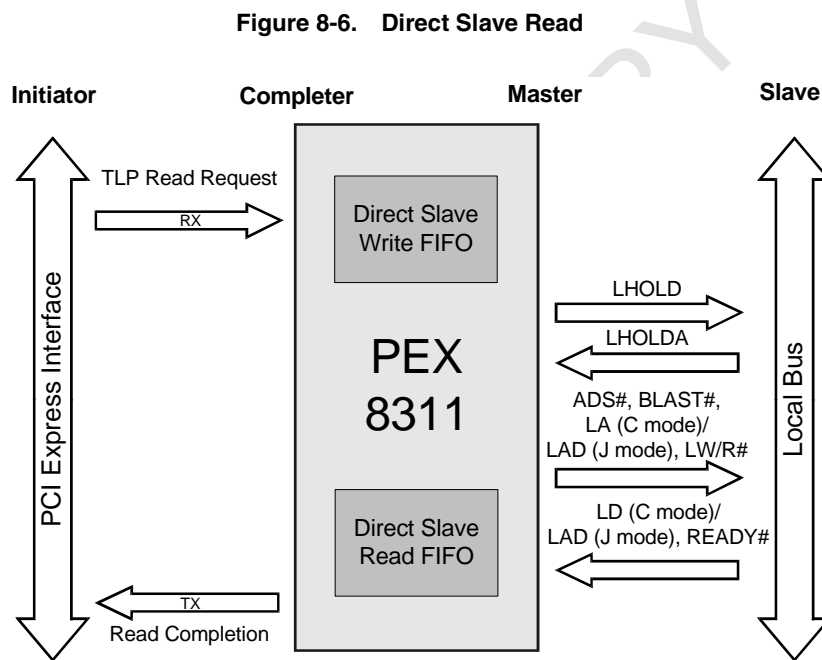 Figure 8-6. Direct Slave Read
Initiator
Completer
Master
Slave
PCI Express Interface
TLP Read Request
RX
Direct Slave
Write FIFO
PEX
8311
Direct Slave
Read FIFO
TX
Read Completion
LHOLD
LHOLDA
ADS#, BLAST#,
LA (C mode)/
LAD (J mode), LW/R#
LD (C mode)/
LAD (J mode), READY#
Local Bus